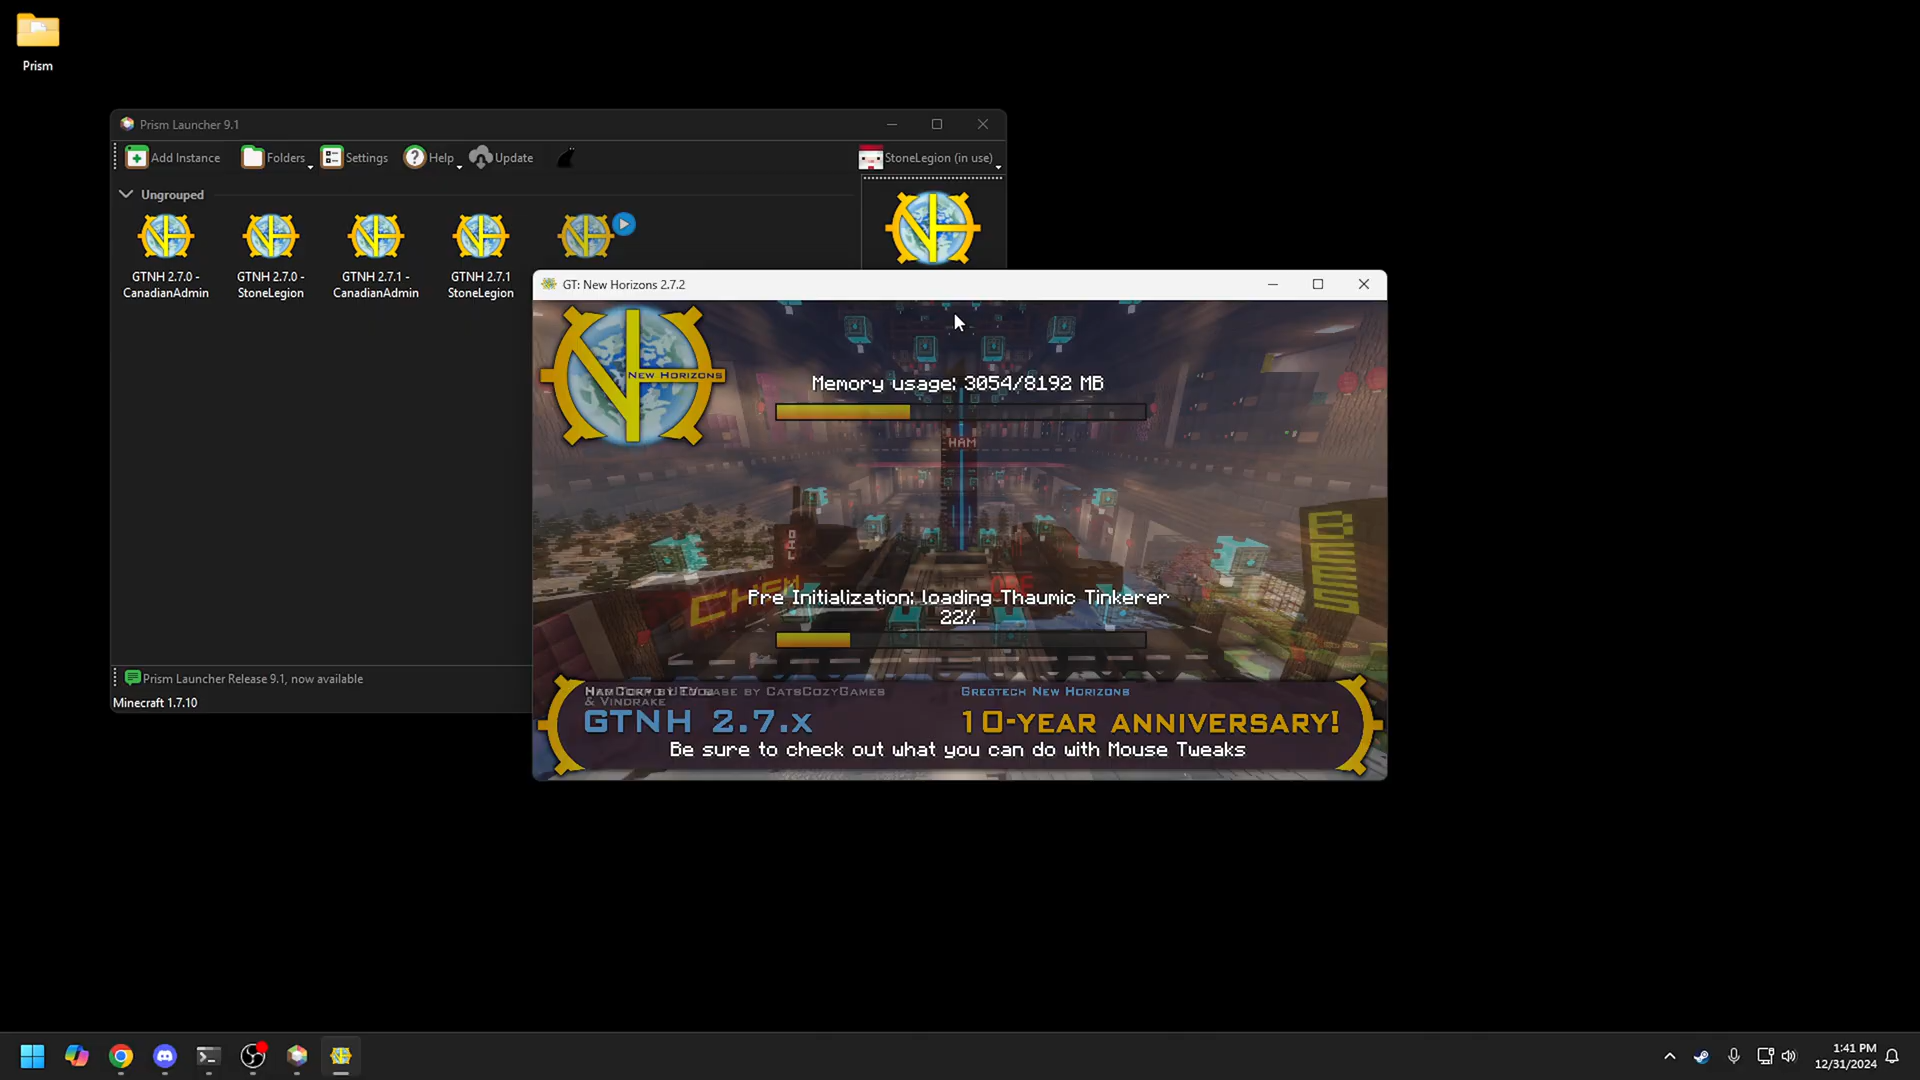 Prism
Prism Launcher 9.1
Add Instance
Folders
Settings
Help
Update
StoneLegion (in use)
Ungrouped
GTNH 2.7.0 -
CanadianAdmin
GTNH 2.7.0 -
StoneLegion
GTNH 2.7.1 -
CanadianAdmin
GTNH 2.7.1
StoneLegion
GT: New Horizons 2.7.2
New Horizons
Memory usage: 3054/8192 MB
HAM
Pre Initialization: loading Thaumic Tinkerer
22%
Gregtech New Horizons
& Vindrake
GTNH 2.7.x
10-year anniversary!
Be sure to check out what you can do with Mouse Tweaks
Prism Launcher Release 9.1, now available
Minecraft 1.7.10
1:41 PM
12/31/2024